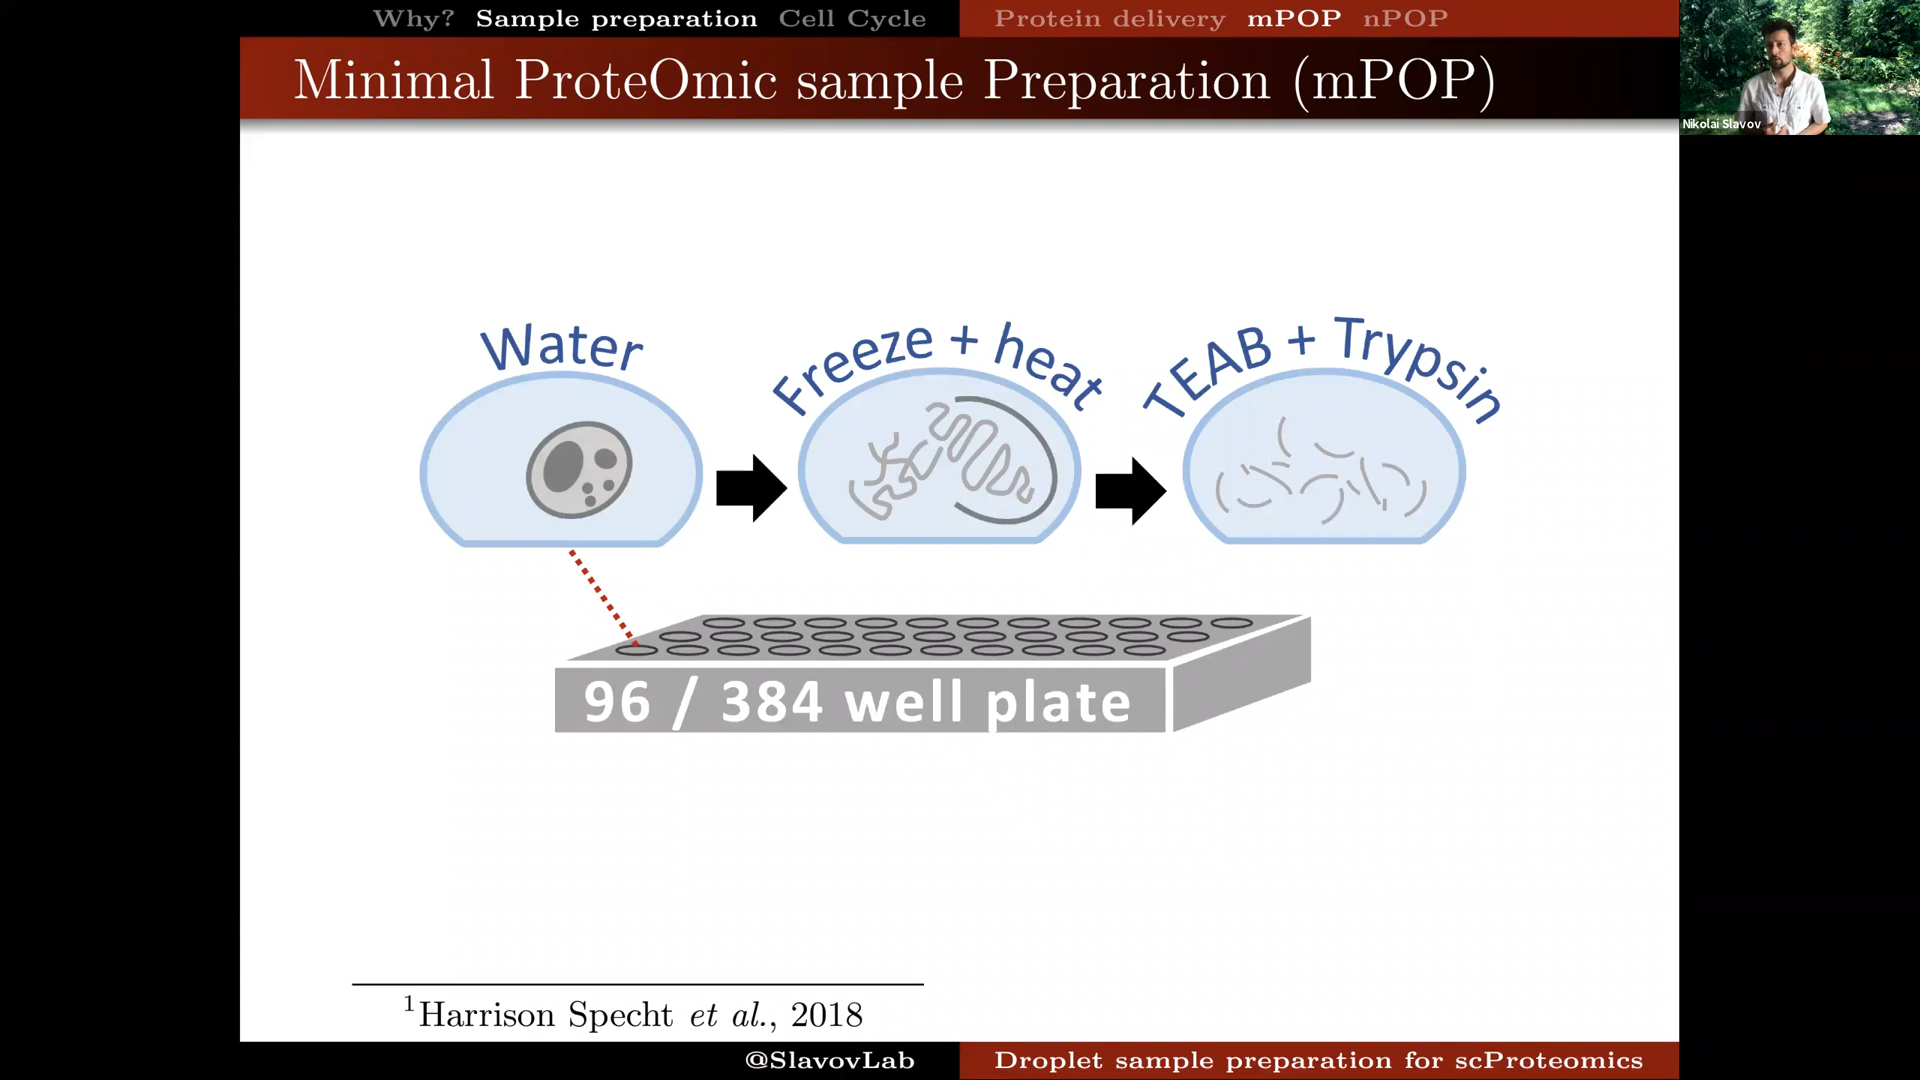 Why? Sample preparation Cell Cycle
Protein delivery mPOP nPOP
Minimal ProteOmic sample Preparation (mPOP)
Nikolai Slavov
Water
Freeze + heat
TEAB + Trypsin
96 / 384 well plate
1Harrison Specht et al., 2018
@SlavovLab
Droplet sample preparation for scProteomics